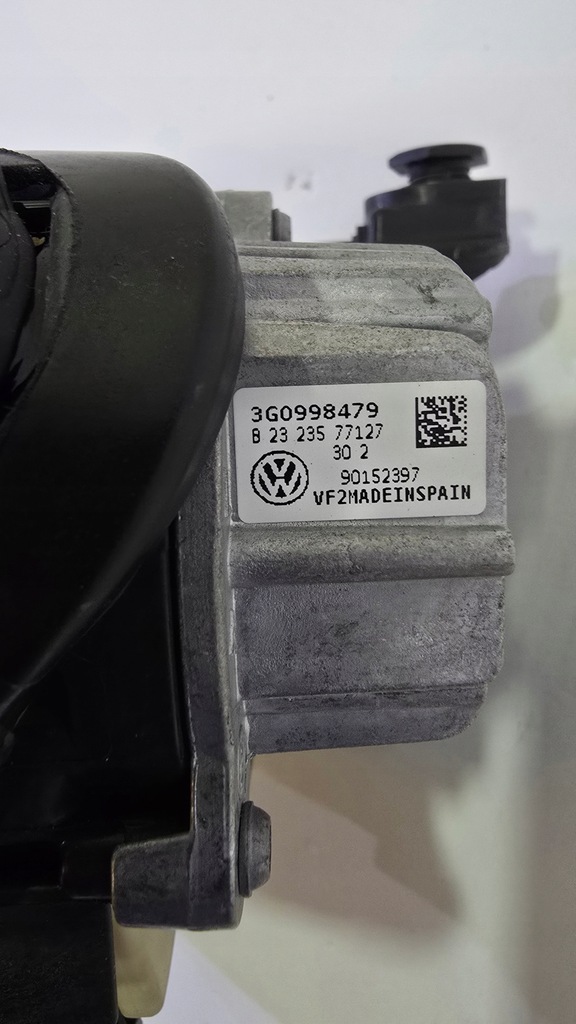 3G0998479
B 23 235 77127
30 2
90152397
VF2MADEINSPAIN